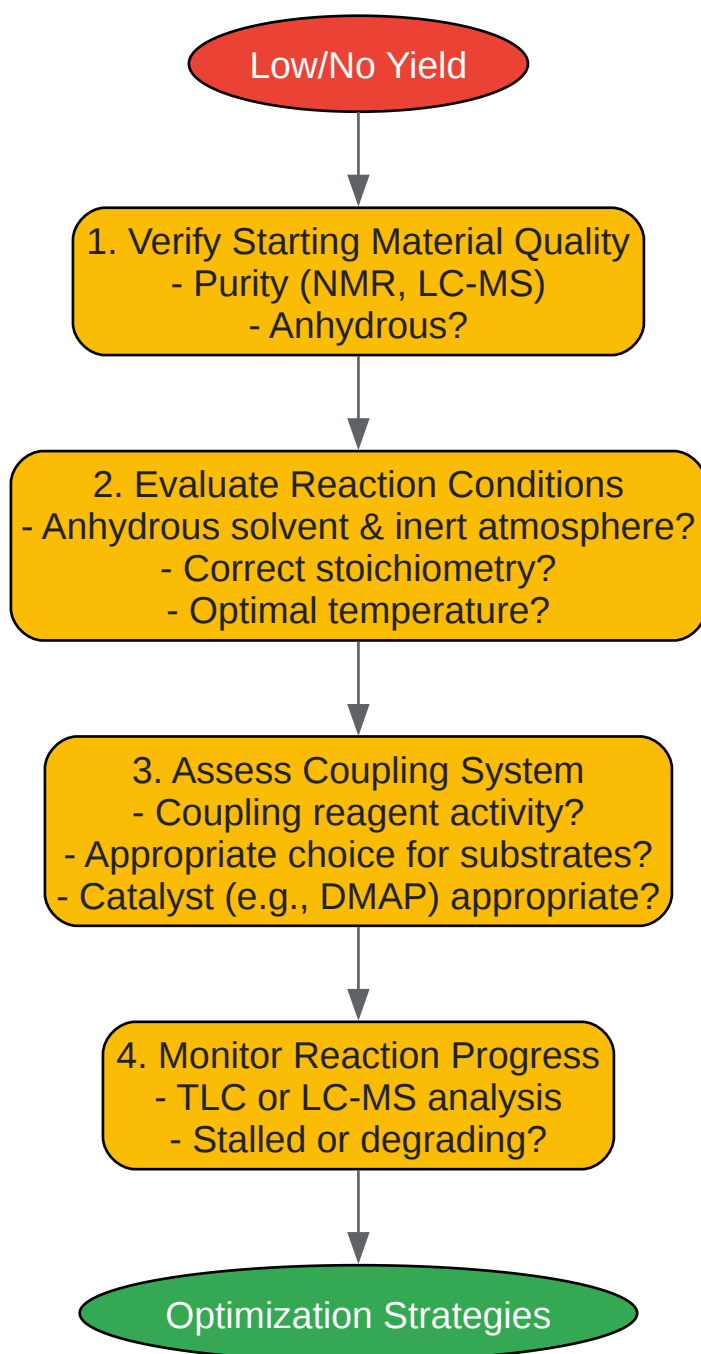 Low/No Yield
1. Verify Starting Material Quality
- Purity (NMR, LC-MS)
- Anhydrous?
2. Evaluate Reaction Conditions
- Anhydrous solvent & inert atmosphere?
- Correct stoichiometry?
- Optimal temperature?
3. Assess Coupling System
- Coupling reagent activity?
- Appropriate choice for substrates?
- Catalyst (e.g., DMAP) appropriate?
4. Monitor Reaction Progress
- TLC or LC-MS analysis
- Stalled or degrading?
Optimization Strategies